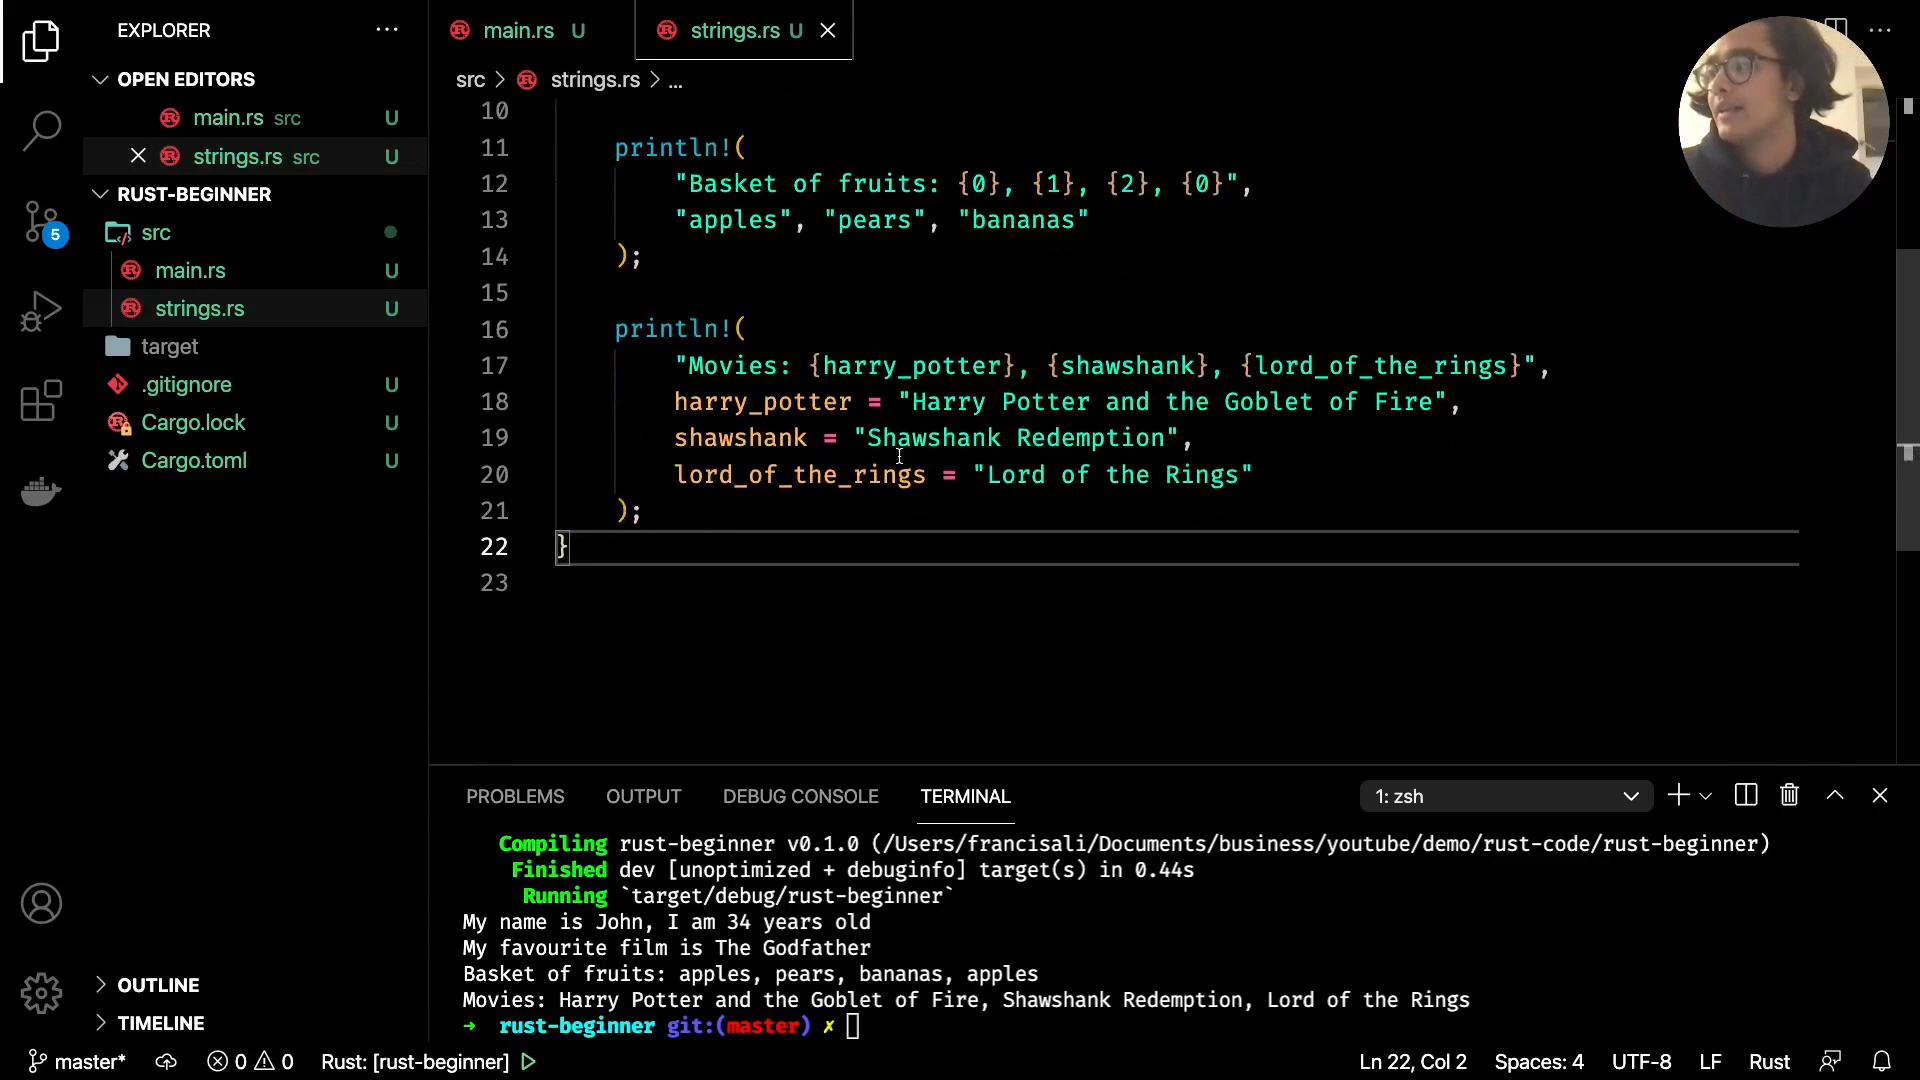 EXPLORER
main.rs U
strings.rs U
OPEN EDITORS
src > strings.rs > ...
main.rs src U
strings.rs src U
RUST-BEGINNER
src
main.rs U
strings.rs U
target
.gitignore U
Cargo.lock U
Cargo.toml U
5
10
11 println!(
12 "Basket of fruits: {0}, {1}, {2}, {0}",
13 "apples", "pears", "bananas"
14 );
15
16 println!(
17 "Movies: {harry_potter}, {shawshank}, {lord_of_the_rings}",
18 harry_potter = "Harry Potter and the Goblet of Fire",
19 shawshank = "Shawshank Redemption",
20 lord_of_the_rings = "Lord of the Rings"
21 );
22 }
23
PROBLEMS OUTPUT DEBUG CONSOLE TERMINAL 1: zsh
Compiling rust-beginner v0.1.0 (/Users/francisali/Documents/business/youtube/demo/rust-code/rust-beginner)
Finished dev [unoptimized + debuginfo] target(s) in 0.44s
Running `target/debug/rust-beginner`
My name is John, I am 34 years old
My favourite film is The Godfather
Basket of fruits: apples, pears, bananas, apples
Movies: Harry Potter and the Goblet of Fire, Shawshank Redemption, Lord of the Rings
→ rust-beginner git:(master) ✗
OUTLINE
TIMELINE
master* 0 0 Rust: [rust-beginner] Ln 22, Col 2 Spaces: 4 UTF-8 LF Rust